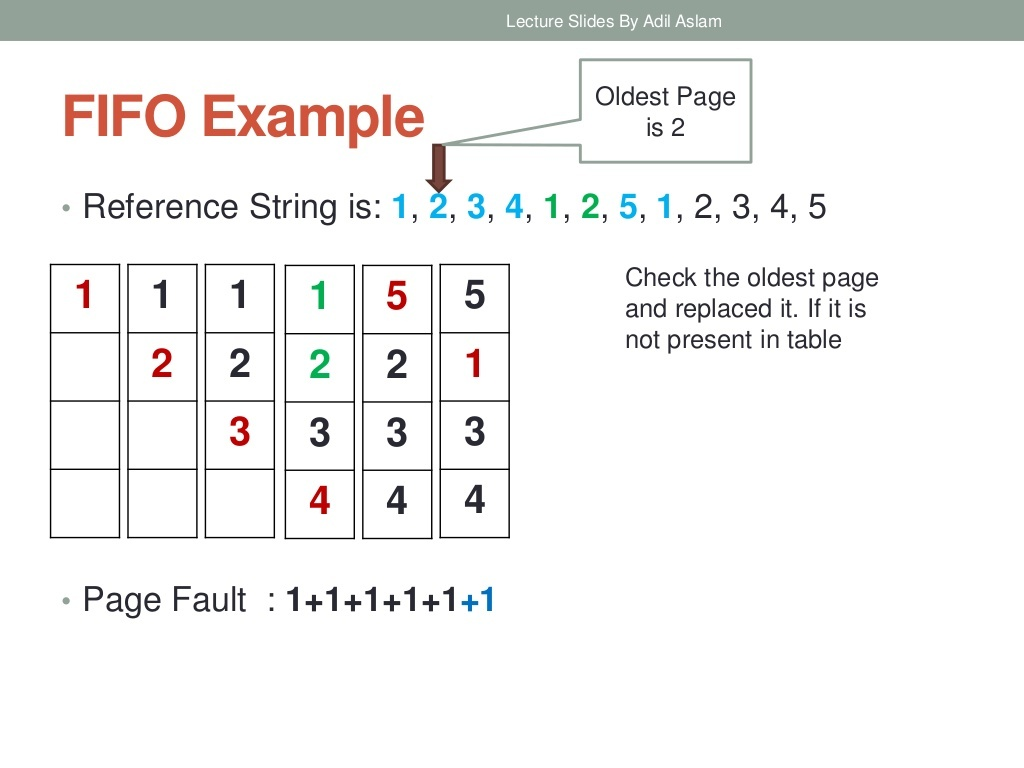 Lecture Slides By Adil Aslam
Oldest Page
is 2
FIFO Example
• Reference String is: 1, 2, 3, 4, 1, 2, 5, 1, 2, 3, 4, 5
1 1 1 1 5 5
2 2 2 2 1
3 3 3 3
4 4 4
Check the oldest page
and replaced it. If it is
not present in table
• Page Fault : 1+1+1+1+1+1